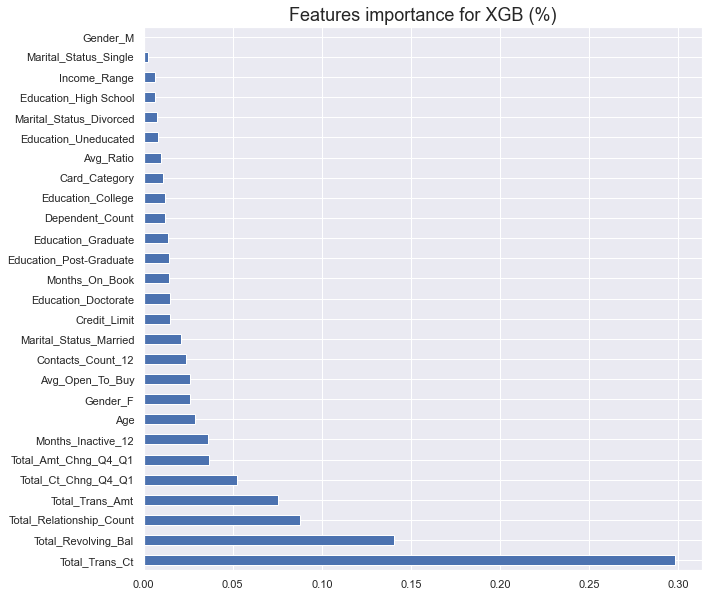 Features importance for XGB (%)
Gender_M
Marital_Status_Single
Income_Range
Education_High School
Marital_Status_Divorced
Education_Uneducated
Avg_Ratio
Card_Category
Education_College
Dependent_Count
Education_Graduate
Education_Post-Graduate
Months_On_Book
Education_Doctorate
Credit_Limit
Marital_Status_Married
Contacts_Count_12
Avg_Open_To_Buy
Gender_F
Age
Months_Inactive_12
Total_Amt_Chng_Q4_Q1
Total_Ct_Chng_Q4_Q1
Total_Trans_Amt
Total_Relationship_Count
Total_Revolving_Bal
Total_Trans_Ct
0.00 0.05 0.10 0.15 0.20 0.25 0.30